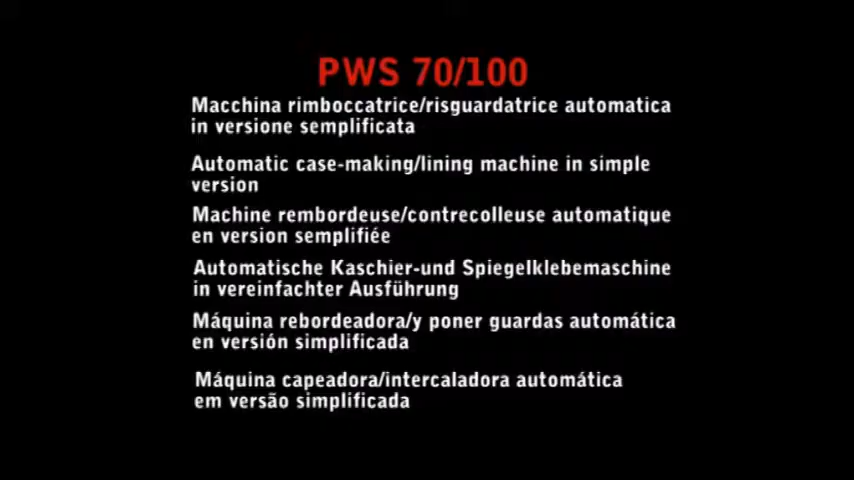 PWS 70/100
Macchina rimboccatrice/risguardatrice automatica
in versione semplificata
Automatic case-making/lining machine in simple
version
Machine rembordeuse/contrecolleuse automatique
en version semplifiée
Automatische Kaschier-und Spiegelklebemaschine
in vereinfachter Ausführung
Máquina rebordeadora/y poner guardas automática
en versión simplificada
Máquina capeadora/intercaladora automática
em versão simplificada